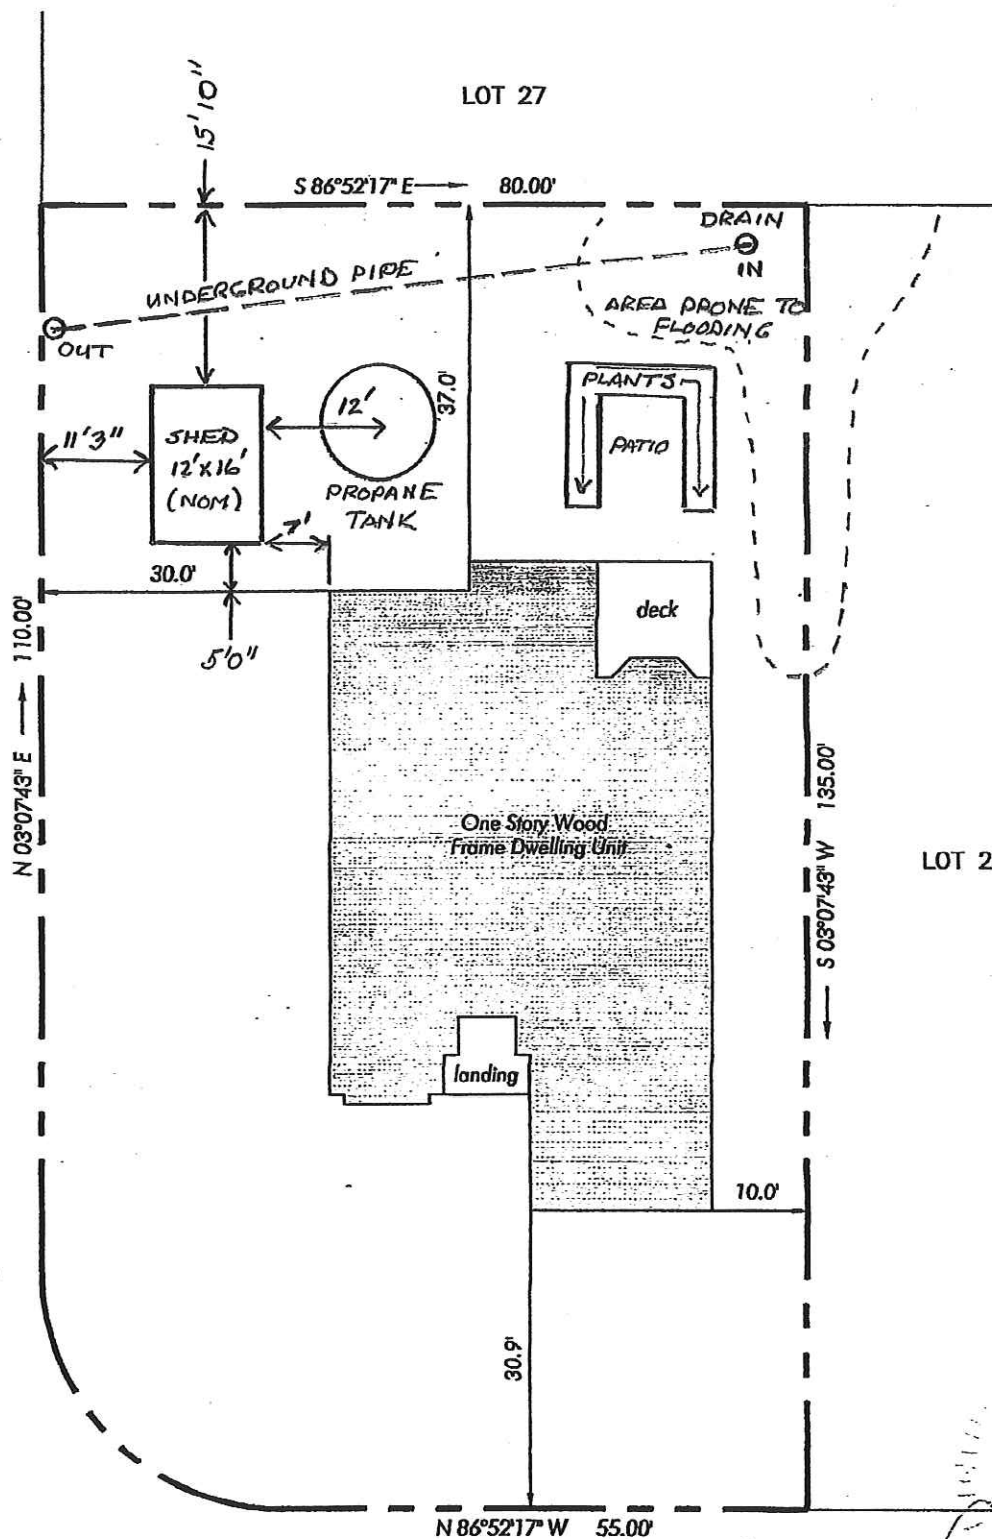 LOT 27
15'10"
S 86°52'17" E
80.00'
DRAIN
IN
UNDERGROUND PIPE
OUT
AREA PRONE TO
FLOODING
PLANTS
PATIO
37.0'
12'
11'3"
SHED
12'X16'
(NOM)
PROPANE
TANK
7'
30.0'
5'0"
deck
N 03°07'43" E
110.00'
One Story Wood
Frame Dwelling Unit
S 03°07'43" W
135.00'
LOT 2
landing
10.0'
30.9'
N 86°52'17" W
55.00'